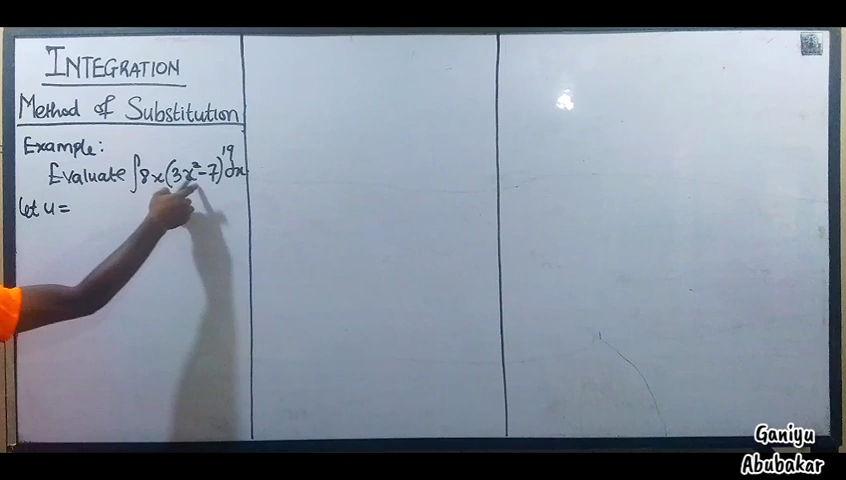 INTEGRATION
Method of Substitution
Example:
Evaluate ∫8x(3x²-7)¹⁹dx
let u=
Ganiyu
Abubakar